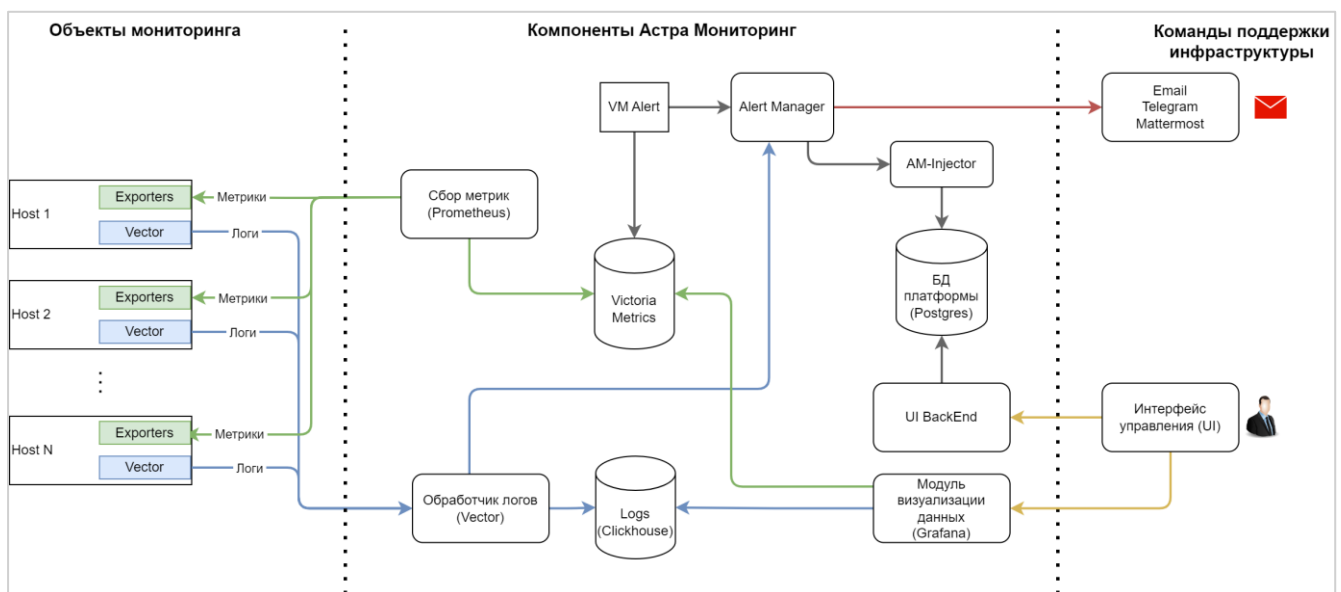 Объекты мониторинга
Компоненты Астра Мониторинг
Команды поддержки
инфраструктуры
VM Alert
Alert Manager
Email
Telegram
Mattermost
AM-Injector
Host 1
Exporters
Метрики
Vector
Логи
Сбор метрик
(Prometheus)
БД
платформы
(Postgres)
Host 2
Exporters
Метрики
Vector
Логи
Victoria
Metrics
Host N
Exporters
Метрики
Vector
Логи
UI BackEnd
Интерфейс
управления (UI)
Обработчик логов
(Vector)
Logs
(Clickhouse)
Модуль
визуализации
данных
(Grafana)